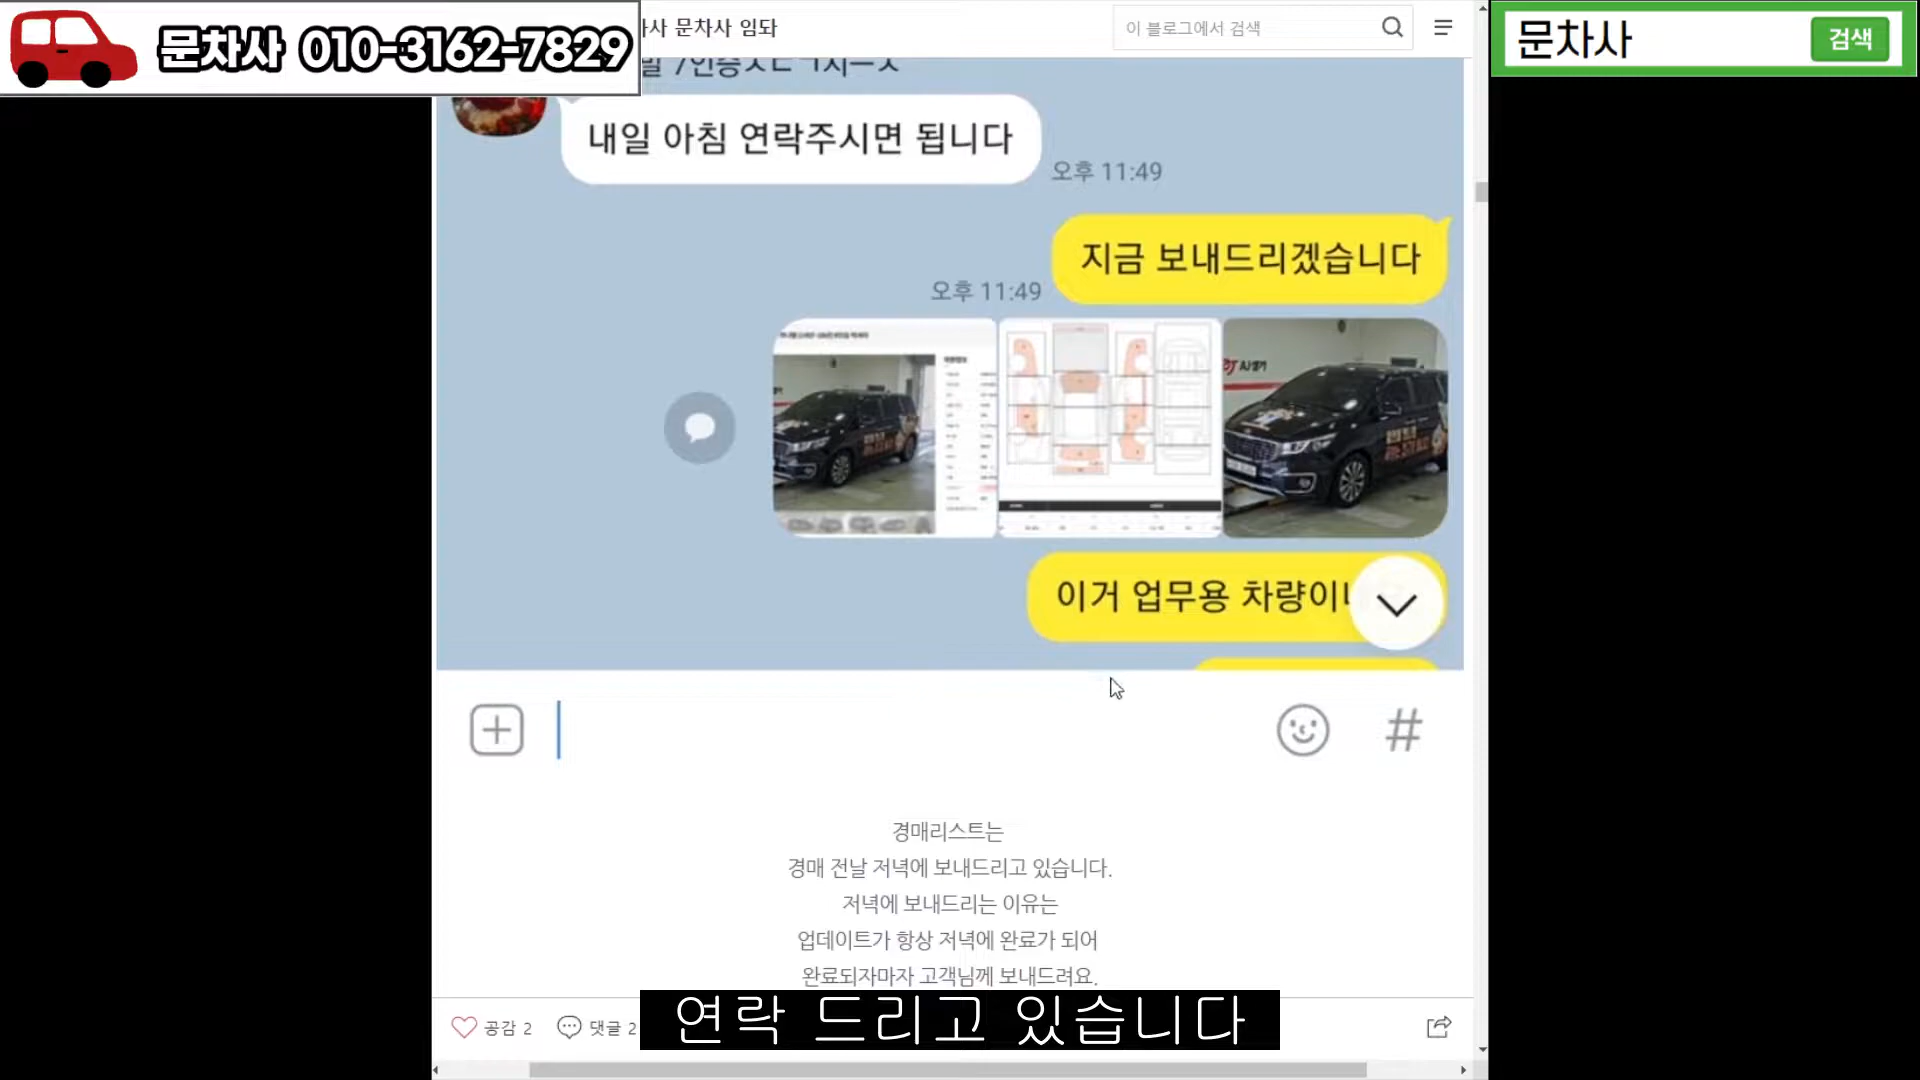 문차사 010-3162-7829
사 문차사 임돠
이 블로그에서 검색
문차사
검색
내일 아침 연락주시면 됩니다
오후 11:49
지금 보내드리겠습니다
오후 11:49
AJ셀카
이거 업무용 차량이
#
경매리스트는
경매 전날 저녁에 보내드리고 있습니다.
저녁에 보내드리는 이유는
업데이트가 항상 저녁에 완료가 되어
완료되자마자 고객님께 보내드려요.
공감 2
댓글 2
연락 드리고 있습니다